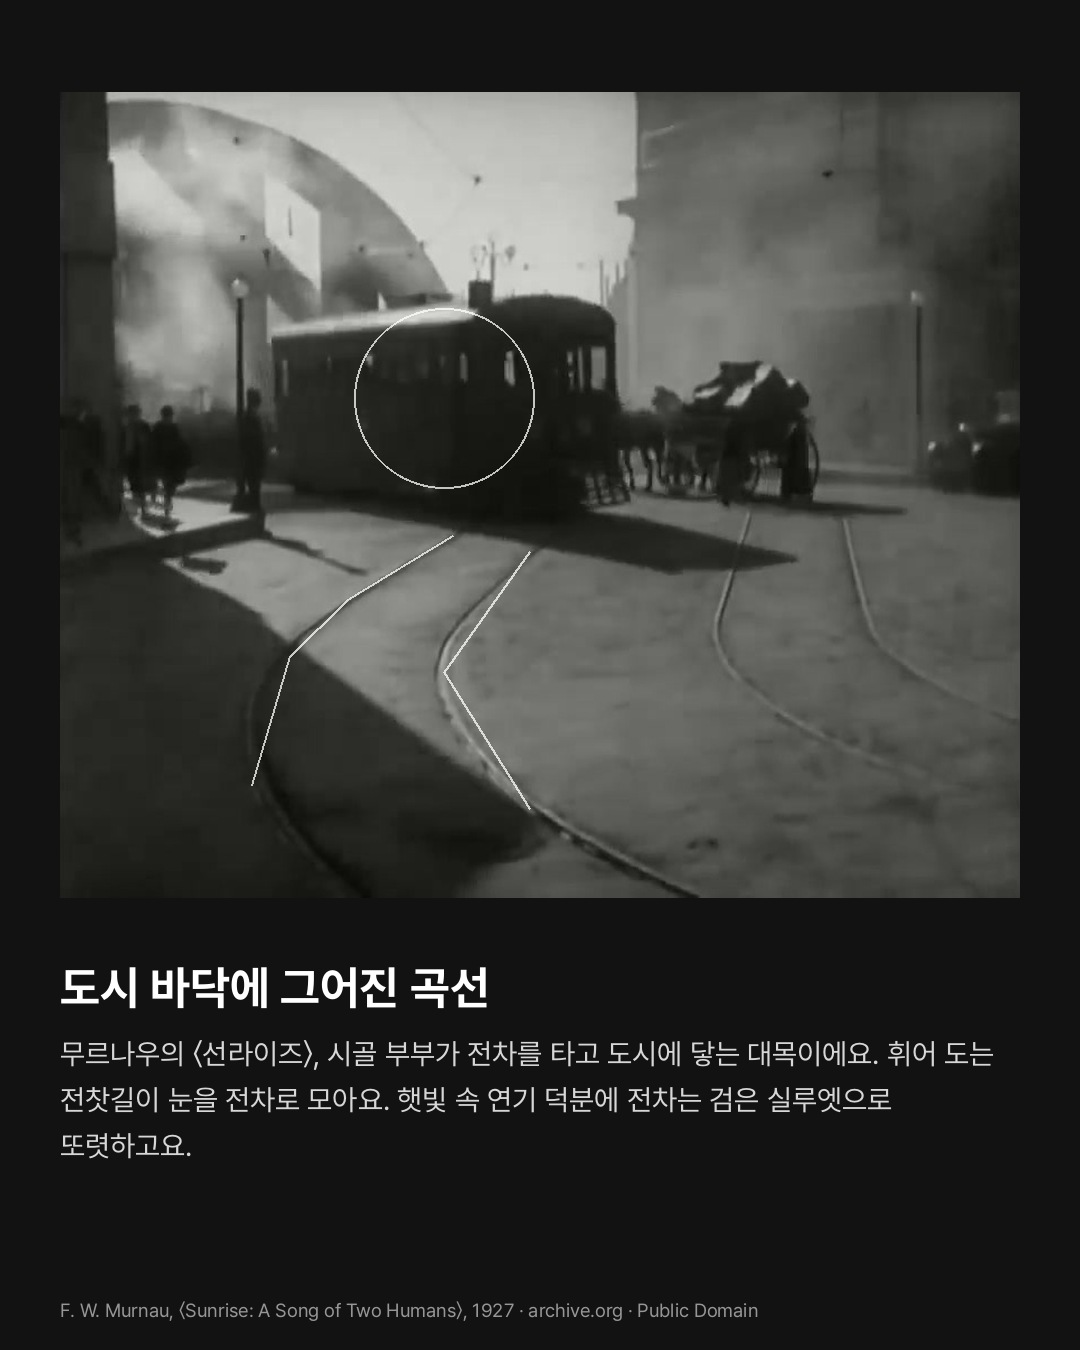 도시 바닥에 그어진 곡선
무르나우의 〈선라이즈〉, 시골 부부가 전차를 타고 도시에 닿는 대목이에요. 휘어 도는
전찻길이 눈을 전차로 모아요. 햇빛 속 연기 덕분에 전차는 검은 실루엣으로
또렷하고요.
F. W. Murnau, 〈Sunrise: A Song of Two Humans〉, 1927 · archive.org · Public Domain